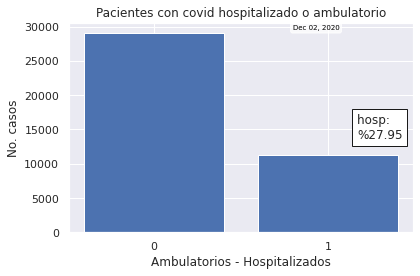 Pacientes con covid hospitalizado o ambulatorio
Dec 02, 2020
30000
25000
20000
15000
10000
5000
0
No. casos
hosp:
%27.95
0 1
Ambulatorios - Hospitalizados